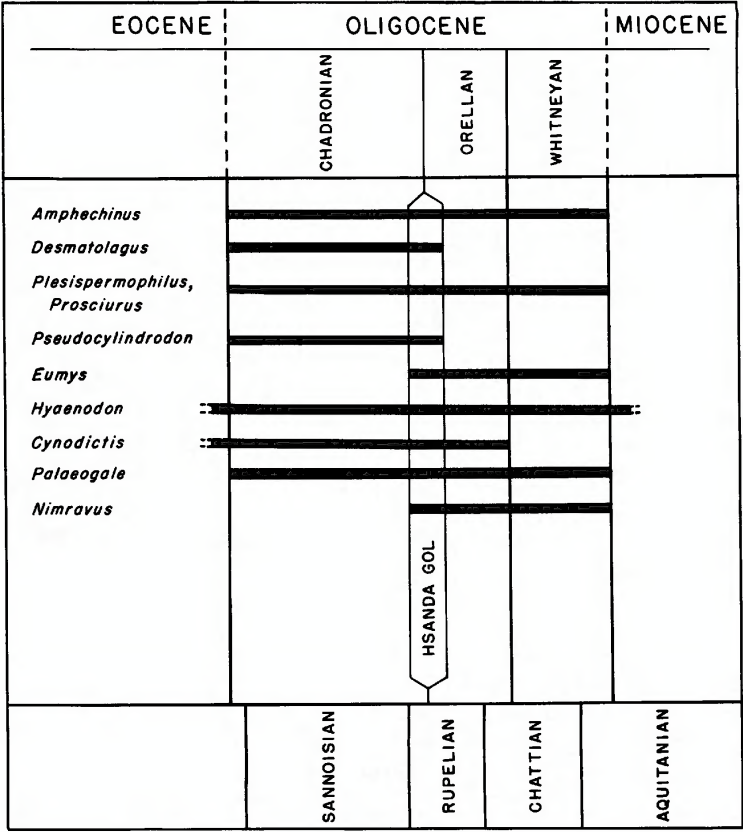 EOCENE OLIGOCENE MIOCENE
CHADRONIAN
ORELLAN
WHITNEYAN
Amphechinus
Desmatolagus
Plesispermophilus,
Prosciurus
Pseudocylindrodon
Eumys
Hyaenodon
Cynodictis
Palaeogale
Nimravus
HSANDA GOL
SANNOISIAN
RUPELIAN
CHATTIAN
AQUITANIAN